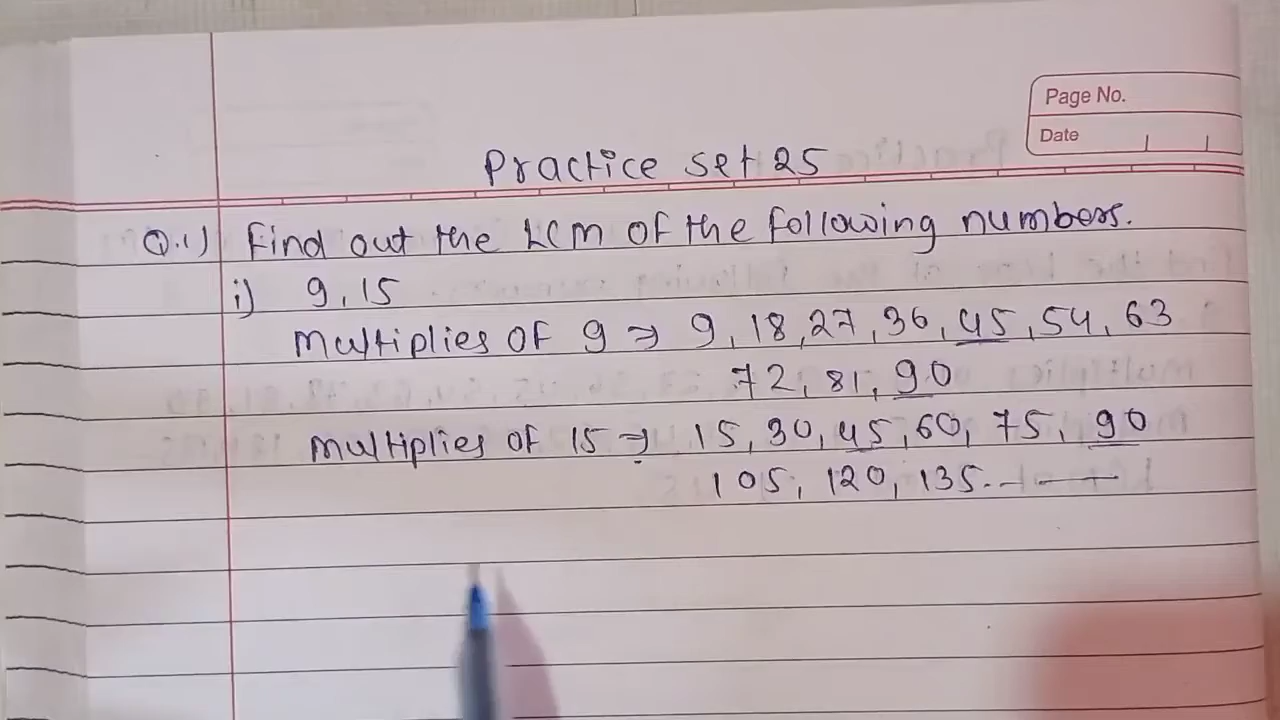 Page No.
Date
Practice set 25
Q.1) Find out the LCM of the following numbers.
i) 9, 15
Multiplies of 9 ⇒ 9, 18, 27, 36, 45, 54, 63
72, 81, 90
Multiplies of 15 ⇒ 15, 30, 45, 60, 75, 90
105, 120, 135.----